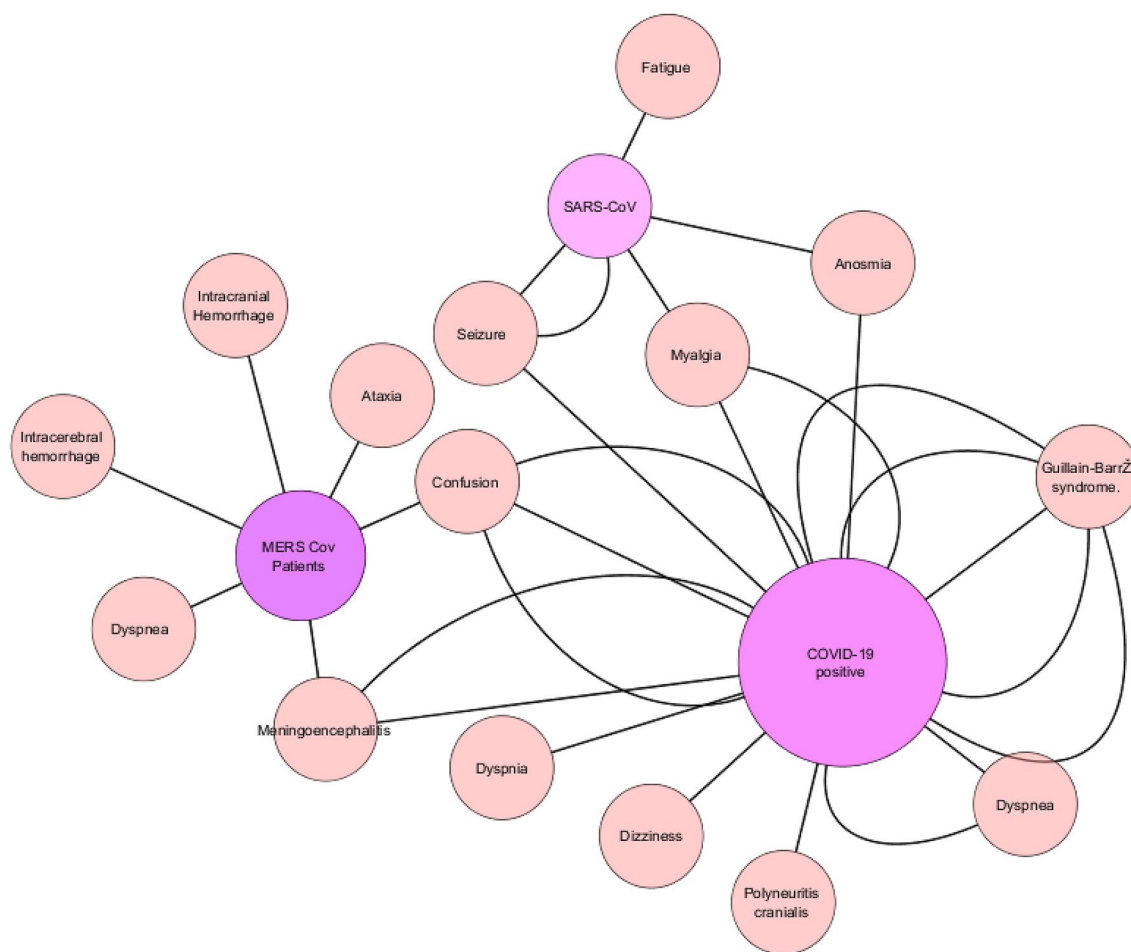 Fatigue
SARS-CoV
Anosmia
Intracranial
Hemorrhage
Seizure
Myalgia
Ataxia
Intracerebral
hemorrhage
Confusion
Guillain-BarrŽ
syndrome.
MERS Cov
Patients
Dyspnea
COVID-19
positive
Meningoencephalitis
Dyspnia
Dyspnea
Dizziness
Polyneuritis
cranialis